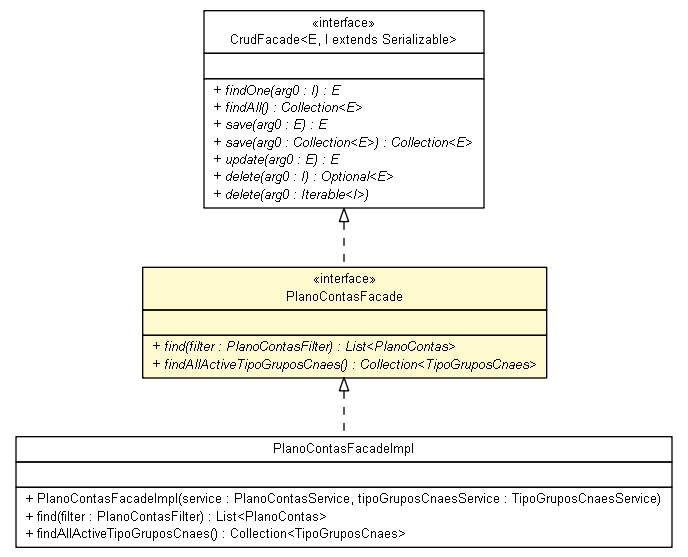 «interface»
CrudFacade<E, I extends Serializable>
+ findOne(arg0 : I) : E
+ findAll() : Collection<E>
+ save(arg0 : E) : E
+ save(arg0 : Collection<E>) : Collection<E>
+ update(arg0 : E) : E
+ delete(arg0 : I) : Optional<E>
+ delete(arg0 : Iterable<I>)
«interface»
PlanoContasFacade
+ find(filter : PlanoContasFilter) : List<PlanoContas>
+ findAllActiveTipoGruposCnaes() : Collection<TipoGruposCnaes>
PlanoContasFacadeImpl
+ PlanoContasFacadeImpl(service : PlanoContasService, tipoGruposCnaesService : TipoGruposCnaesService)
+ find(filter : PlanoContasFilter) : List<PlanoContas>
+ findAllActiveTipoGruposCnaes() : Collection<TipoGruposCnaes>